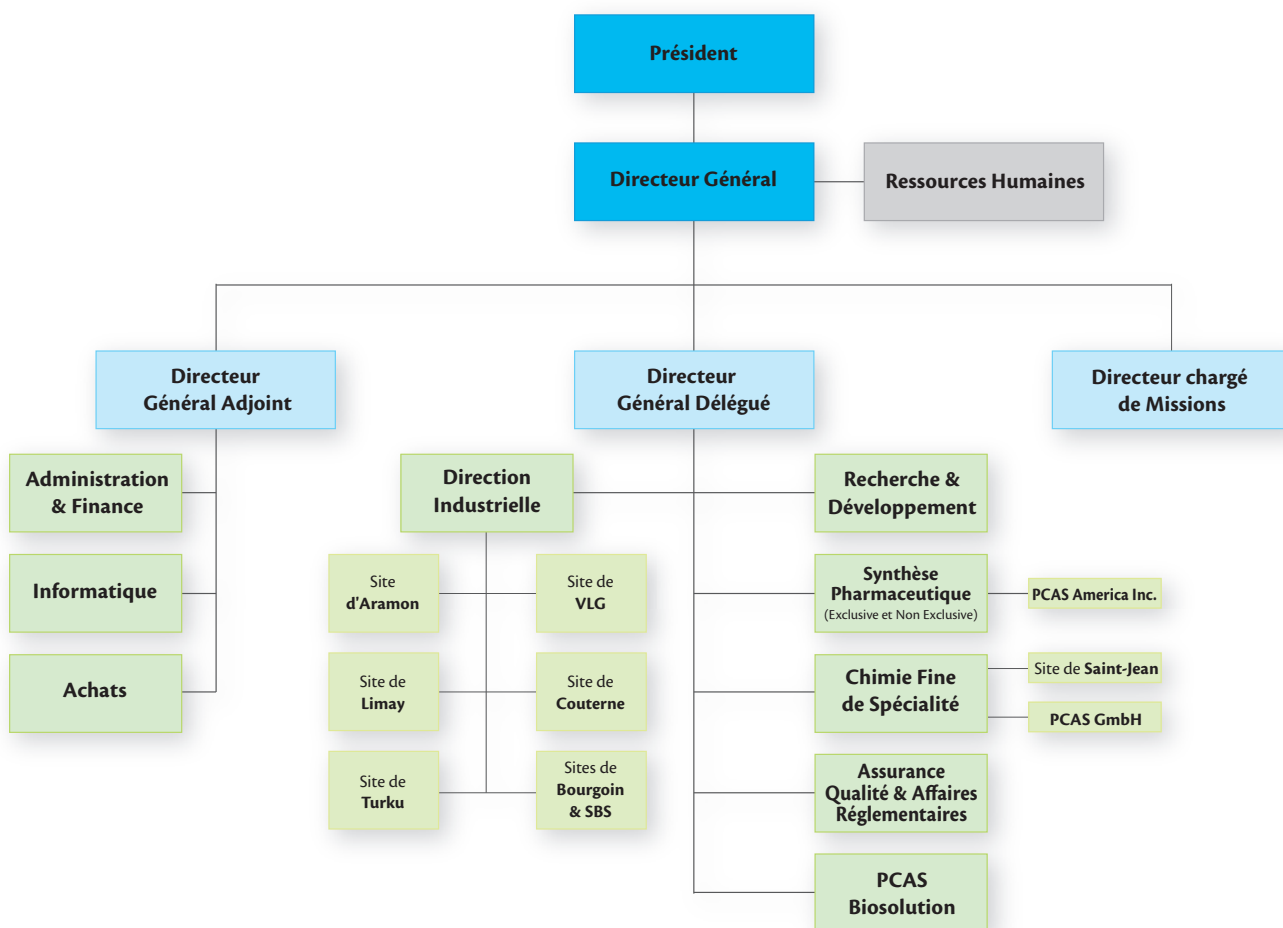 Président
Directeur Général
Ressources Humaines
Directeur
Général Adjoint
Directeur
Général Délégué
Directeur chargé
de Missions
Administration
& Finance
Informatique
Achats
Direction
Industrielle
Site
d'Aramon
Site de
VLG
Site de
Limay
Site de
Couterne
Site de
Turku
Sites de
Bourgoin
& SBS
Recherche &
Développement
Synthèse
Pharmaceutique
(Exclusive et Non Exclusive)
PCAS America Inc.
Chimie Fine
de Spécialité
Site de Saint-Jean
PCAS GmbH
Assurance
Qualité & Affaires
Réglementaires
PCAS
Biosolution